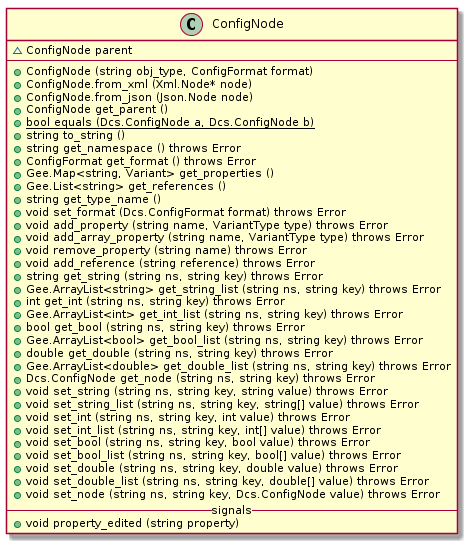 C ConfigNode
ConfigNode parent
ConfigNode (string obj_type, ConfigFormat format)
ConfigNode.from_xml (Xml.Node* node)
ConfigNode.from_json (Json.Node node)
ConfigNode get_parent ()
bool equals (Dcs.ConfigNode a, Dcs.ConfigNode b)
string to_string ()
string get_namespace () throws Error
ConfigFormat get_format () throws Error
Gee.Map<string, Variant> get_properties ()
Gee.List<string> get_references ()
string get_type_name ()
void set_format (Dcs.ConfigFormat format) throws Error
void add_property (string name, VariantType type) throws Error
void add_array_property (string name, VariantType type) throws Error
void remove_property (string name) throws Error
void add_reference (string reference) throws Error
string get_string (string ns, string key) throws Error
Gee.ArrayList<string> get_string_list (string ns, string key) throws Error
int get_int (string ns, string key) throws Error
Gee.ArrayList<int> get_int_list (string ns, string key) throws Error
bool get_bool (string ns, string key) throws Error
Gee.ArrayList<bool> get_bool_list (string ns, string key) throws Error
double get_double (string ns, string key) throws Error
Gee.ArrayList<double> get_double_list (string ns, string key) throws Error
Dcs.ConfigNode get_node (string ns, string key) throws Error
void set_string (string ns, string key, string value) throws Error
void set_string_list (string ns, string key, string[] value) throws Error
void set_int (string ns, string key, int value) throws Error
void set_int_list (string ns, string key, int[] value) throws Error
void set_bool (string ns, string key, bool value) throws Error
void set_bool_list (string ns, string key, bool[] value) throws Error
void set_double (string ns, string key, double value) throws Error
void set_double_list (string ns, string key, double[] value) throws Error
void set_node (string ns, string key, Dcs.ConfigNode value) throws Error
signals
void property_edited (string property)